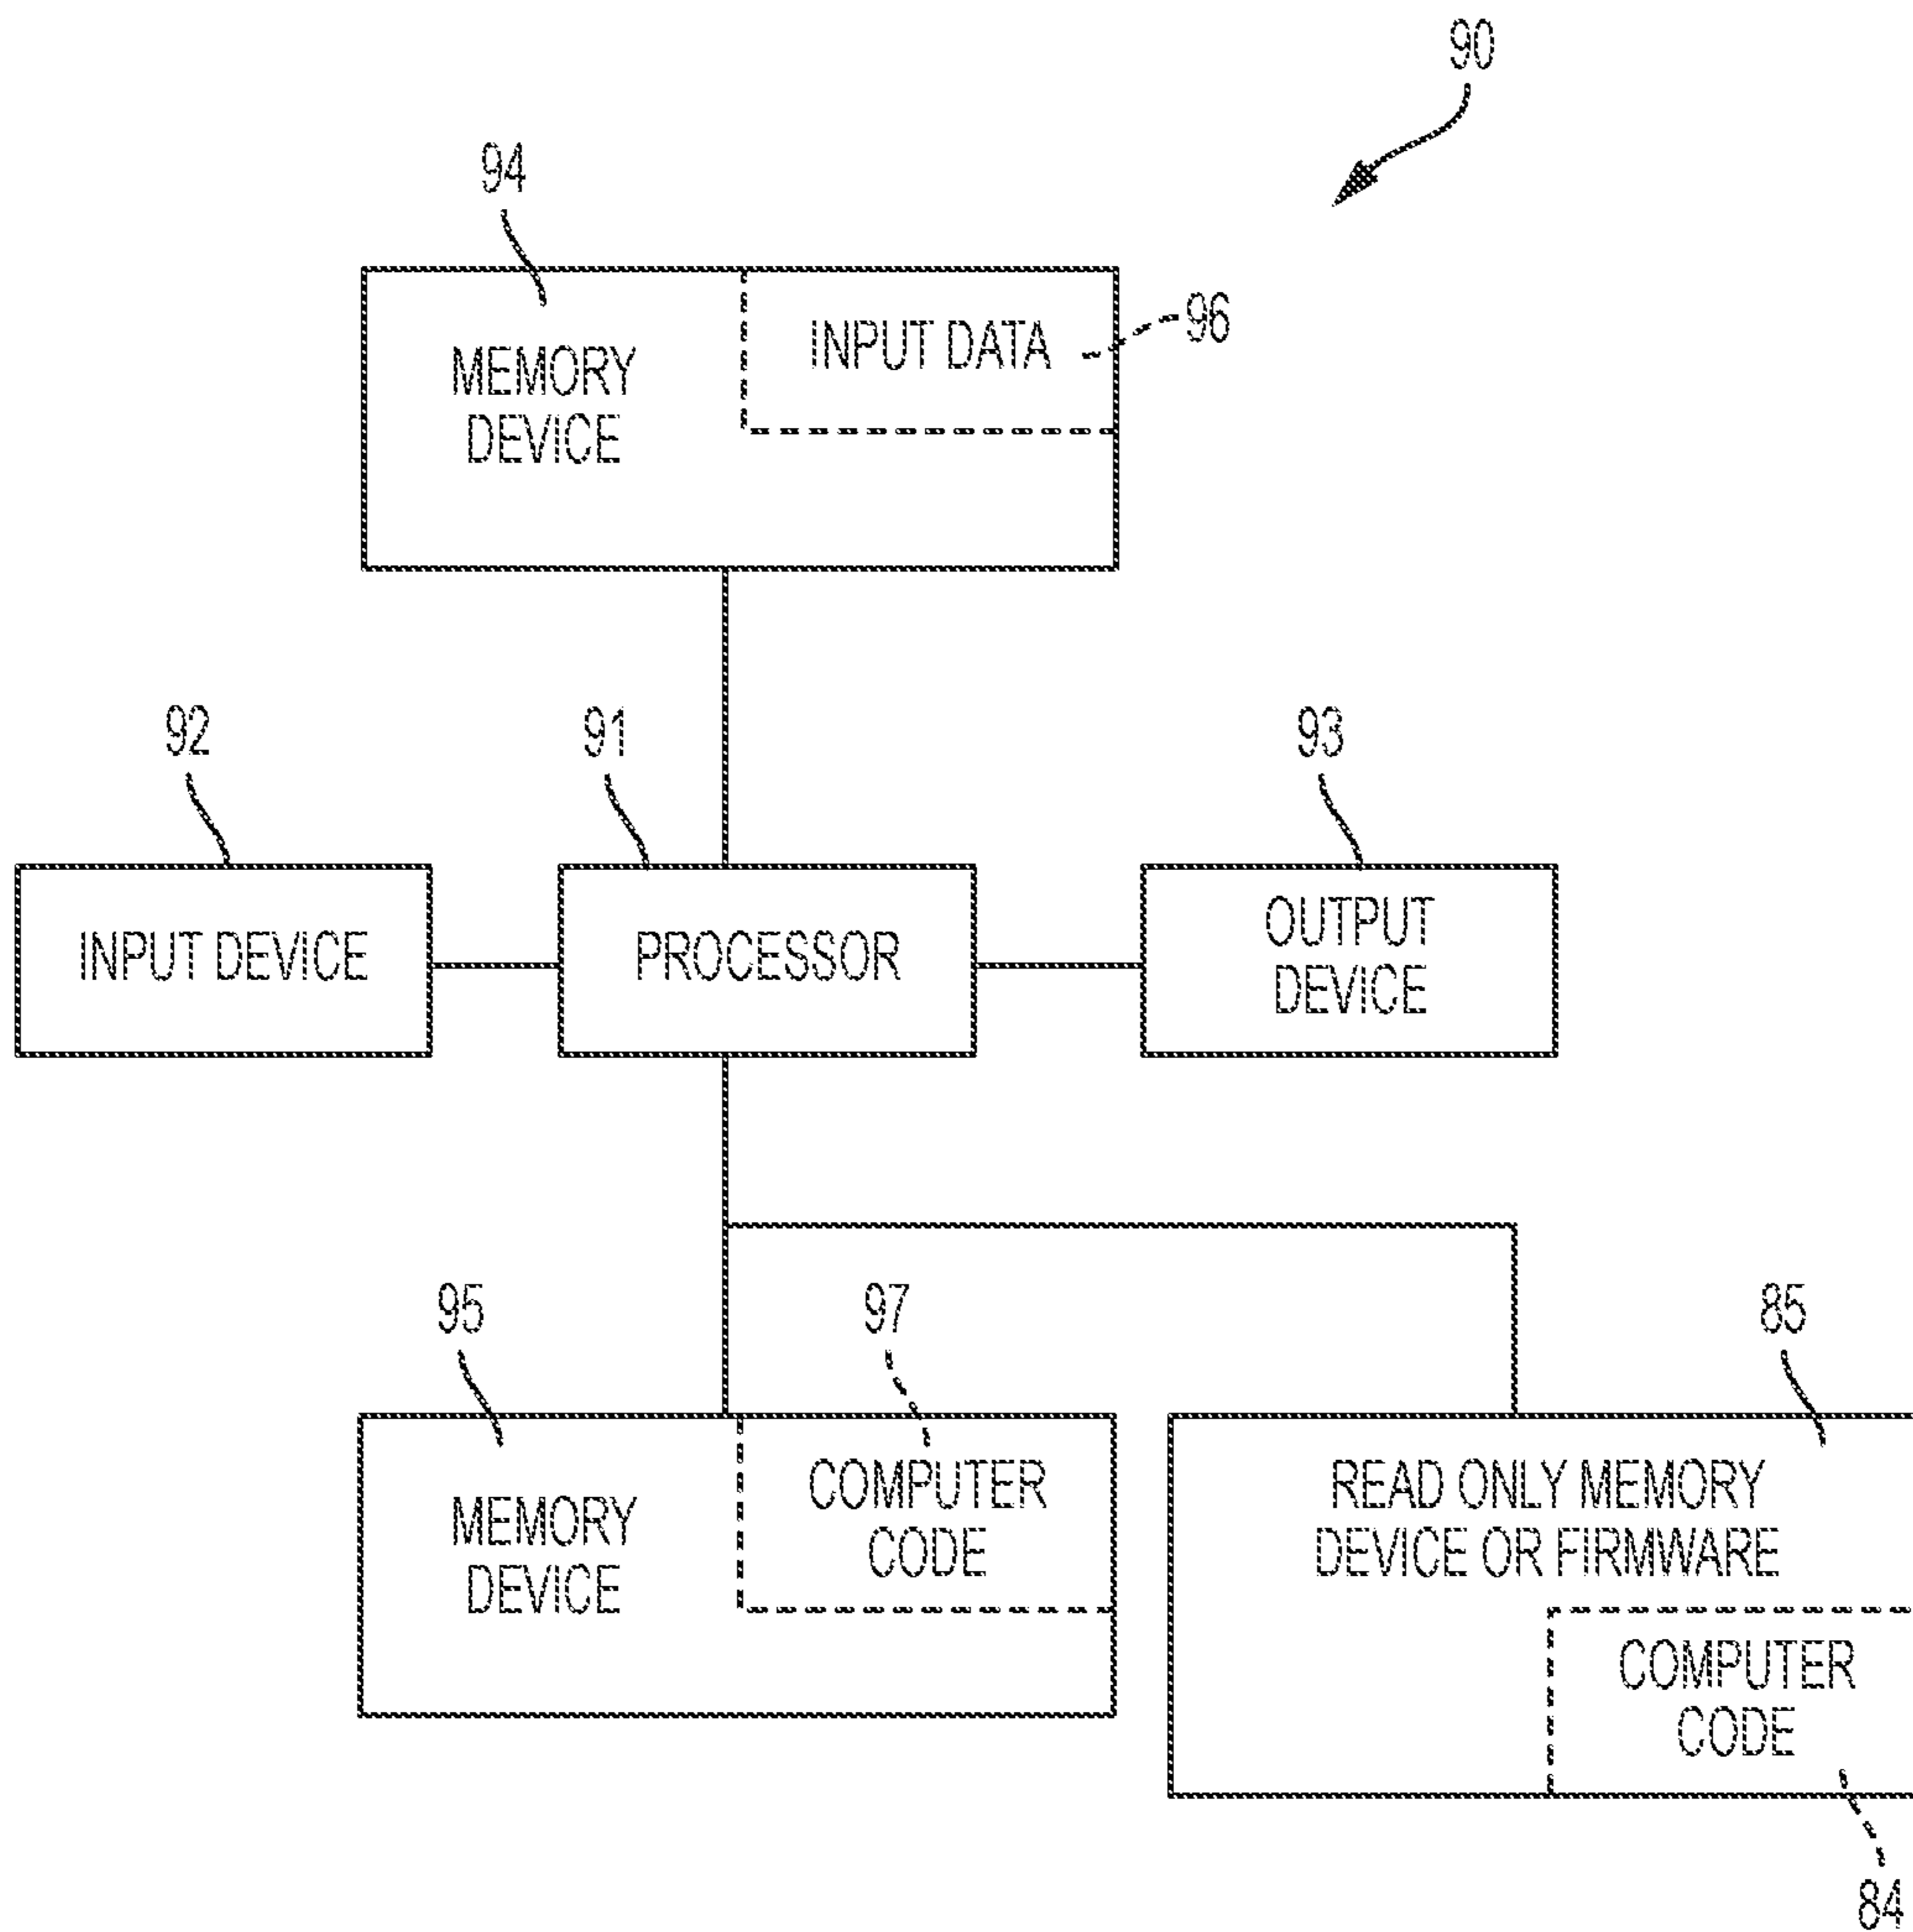 90
94
96
MEMORY
DEVICE
INPUT DATA
92
91
93
INPUT DEVICE
PROCESSOR
OUTPUT
DEVICE
95
97
85
MEMORY
DEVICE
COMPUTER
CODE
READ ONLY MEMORY
DEVICE OR FIRMWARE
COMPUTER
CODE
84